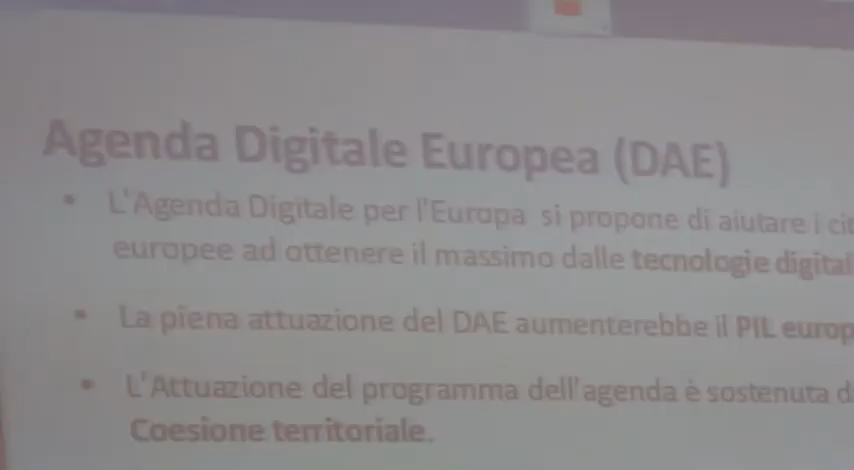 Agenda Digitale Europea (DAE)
• L'Agenda Digitale per l'Europa si propone di aiutare i
europee ad ottenere il massimo dalle tecnologie
• La piena attuazione del DAE aumenterebbe il PIL
• L'Attuazione del programma dell'agenda è sostenuta
Coesione territoriale.